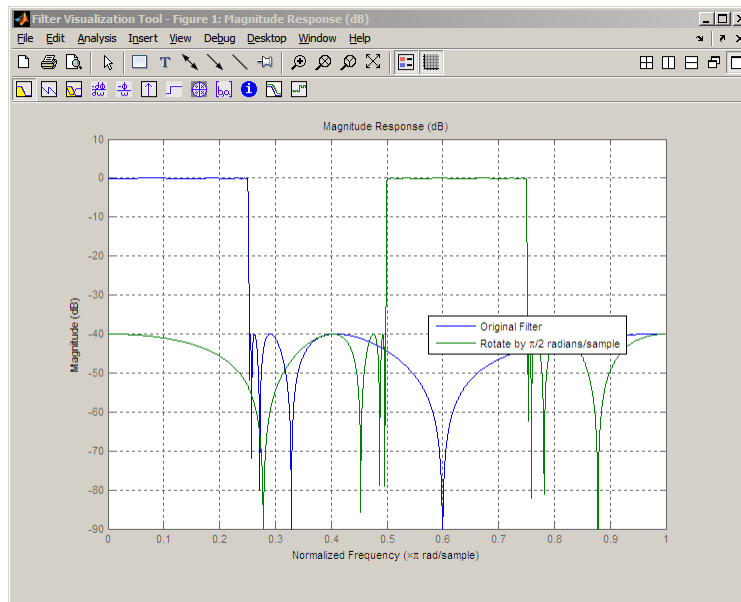 Filter Visualization Tool - Figure 1: Magnitude Response (dB)
File Edit Analysis Insert View Debug Desktop Window Help
Magnitude Response (dB)
10
0
-10
-20
-30
-40
-50
-60
-70
-80
-90
Magnitude (dB)
Original Filter
Rotate by π/2 radians/sample
0 0.1 0.2 0.3 0.4 0.5 0.6 0.7 0.8 0.9 1
Normalized Frequency (×π rad/sample)